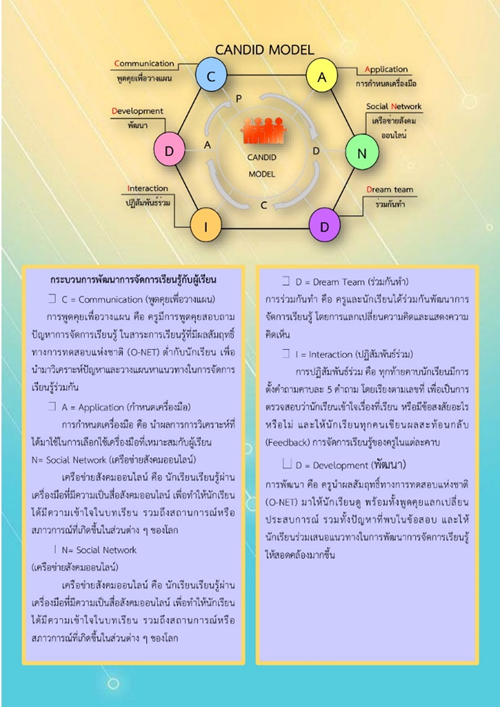 CANDID MODEL
Communication
พูดคุยเพื่อวางแผน
C
A
Application
การกำหนดเครื่องมือ
Development
พัฒนา
D
P
A
D
C
CANDID
MODEL
Social Network
เครือข่ายสังคม
ออนไลน์
N
Interaction
ปฏิสัมพันธ์ร่วม
I
D
Dream team
ร่วมกันทำ
กระบวนการพัฒนาการจัดการเรียนรู้กับผู้เรียน
C = Communication (พูดคุยเพื่อวางแผน)
การพูดคุยเพื่อวางแผน คือ ครูมีการพูดคุยสอบถาม
ปัญหาการจัดการเรียนรู้ ในสาระการเรียนรู้ที่มีผลสัมฤทธิ์
ทางการทดสอบแห่งชาติ (O-NET) ต่ำกับนักเรียน เพื่อ
นำมาวิเคราะห์ปัญหาและวางแผนหาแนวทางในการจัดการ
เรียนรู้ร่วมกัน
A = Application (กำหนดเครื่องมือ)
การกำหนดเครื่องมือ คือ นำผลการการวิเคราะห์ที่
ได้มาใช้ในการเลือกใช้เครื่องมือที่เหมาะสมกับผู้เรียน
N= Social Network (เครือข่ายสังคมออนไลน์)
เครือข่ายสังคมออนไลน์ คือ นักเรียนเรียนรู้ผ่าน
เครื่องมือที่มีความเป็นสื่อสังคมออนไลน์ เพื่อทำให้นักเรียน
ได้มีความเข้าใจในบทเรียน รวมถึงสถานการณ์หรือ
สภาวการณ์ที่เกิดขึ้นในส่วนต่าง ๆ ของโลก
N= Social Network
(เครือข่ายสังคมออนไลน์)
เครือข่ายสังคมออนไลน์ คือ นักเรียนเรียนรู้ผ่าน
เครื่องมือที่มีความเป็นสื่อสังคมออนไลน์ เพื่อทำให้นักเรียน
ได้มีความเข้าใจในบทเรียน รวมถึงสถานการณ์หรือ
สภาวการณ์ที่เกิดขึ้นในส่วนต่าง ๆ ของโลก
D = Dream Team (ร่วมกันทำ)
การร่วมกันทำ คือ ครูและนักเรียนได้ร่วมกันพัฒนาการ
จัดการเรียนรู้ โดยการแลกเปลี่ยนความคิดและแสดงความ
คิดเห็น
I = Interaction (ปฏิสัมพันธ์ร่วม)
การปฏิสัมพันธ์ร่วม คือ ทุกท้ายคาบนักเรียนมีการ
ตั้งคำถามคาบละ 5 คำถาม โดยเรียงตามเลขที่ เพื่อเป็นการ
ตรวจสอบว่านักเรียนเข้าใจเรื่องที่เรียน หรือมีข้อสงสัยอะไร
หรือไม่ และให้นักเรียนทุกคนเขียนผลสะท้อนกลับ
(Feedback) การจัดการเรียนรู้ของครูในแต่ละคาบ
D = Development (พัฒนา)
การพัฒนา คือ ครูนำผลสัมฤทธิ์ทางการทดสอบแห่งชาติ
(O-NET) มาให้นักเรียนดู พร้อมทั้งพูดคุยแลกเปลี่ยน
ประสบการณ์ รวมทั้งปัญหาที่พบในข้อสอบ และให้
นักเรียนร่วมเสนอแนวทางในการพัฒนาการจัดการเรียนรู้
ให้สอดคล้องมากขึ้น